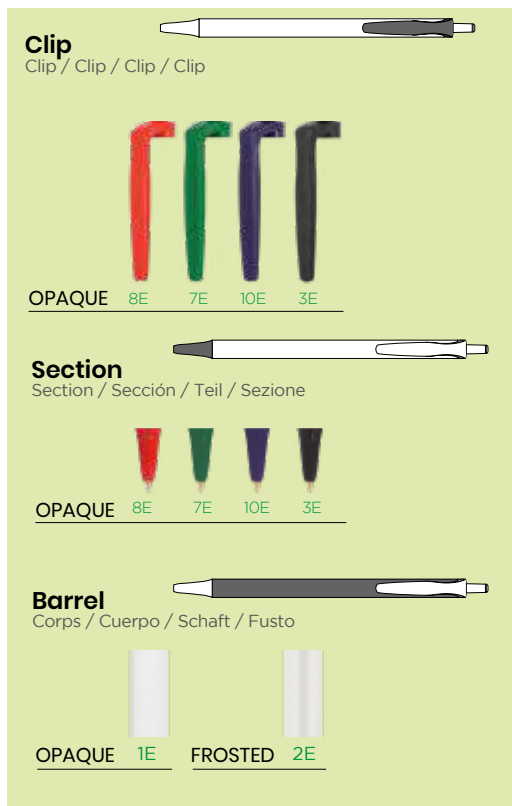 Clip
Clip / Clip / Clip / Clip
OPAQUE 8E 7E 10E 3E
Section
Section / Sección / Teil / Sezione
OPAQUE 8E 7E 10E 3E
Barrel
Corps / Cuerpo / Schaft / Fusto
OPAQUE 1E FROSTED 2E